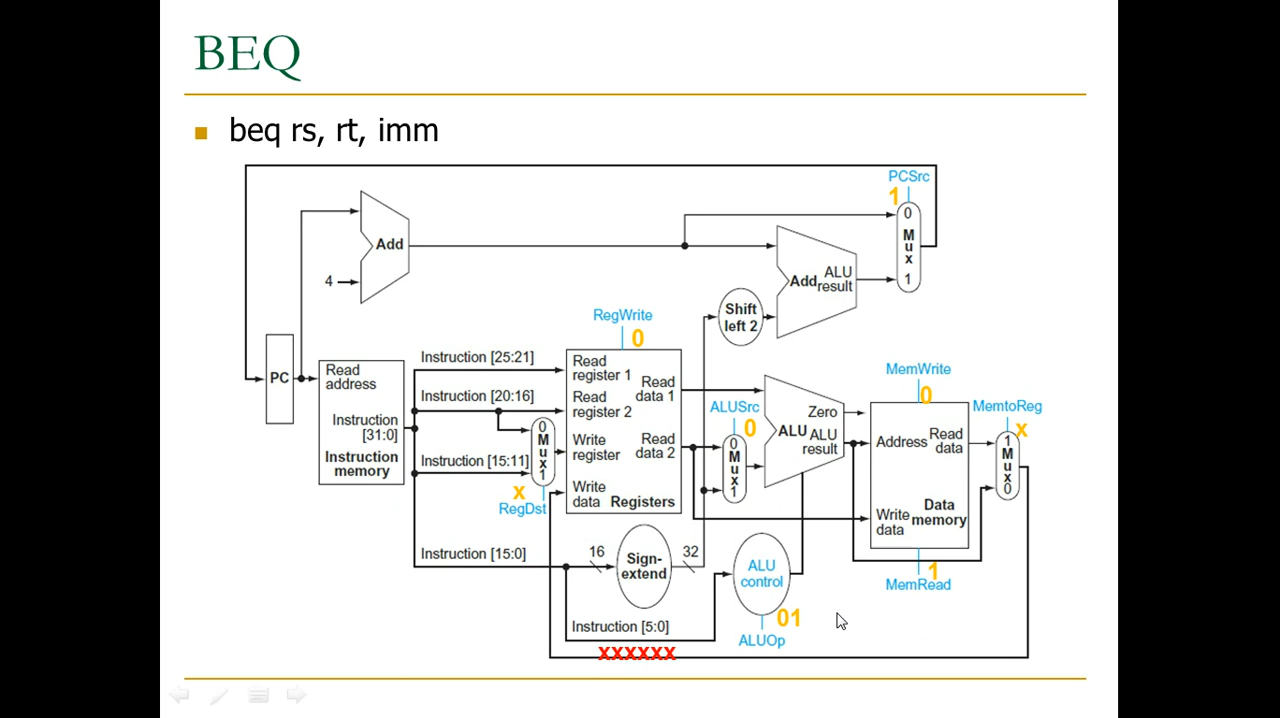 BEQ
beq rs, rt, imm
PCSrc
1
0
M
u
x
1
Add
4
Add ALU
result
Shift
left 2
RegWrite
0
PC
Read
address
Instruction
[31:0]
Instruction
memory
Instruction [25:21]
Instruction [20:16]
Instruction [15:11]
Instruction [15:0]
0
M
u
x
1
x
RegDst
Read
register 1
Read
register 2
Write
register
Write
data
Read
data 1
Read
data 2
Registers
ALUSrc
0
0
M
u
x
1
Zero
ALU ALU
result
MemWrite
0
Address
Read
data
Write
data
Data
memory
MemRead
1
MemtoReg
x
1
M
u
x
0
16
Sign-
extend
32
ALU
control
01
ALUOp
Instruction [5:0]
xxxxxx